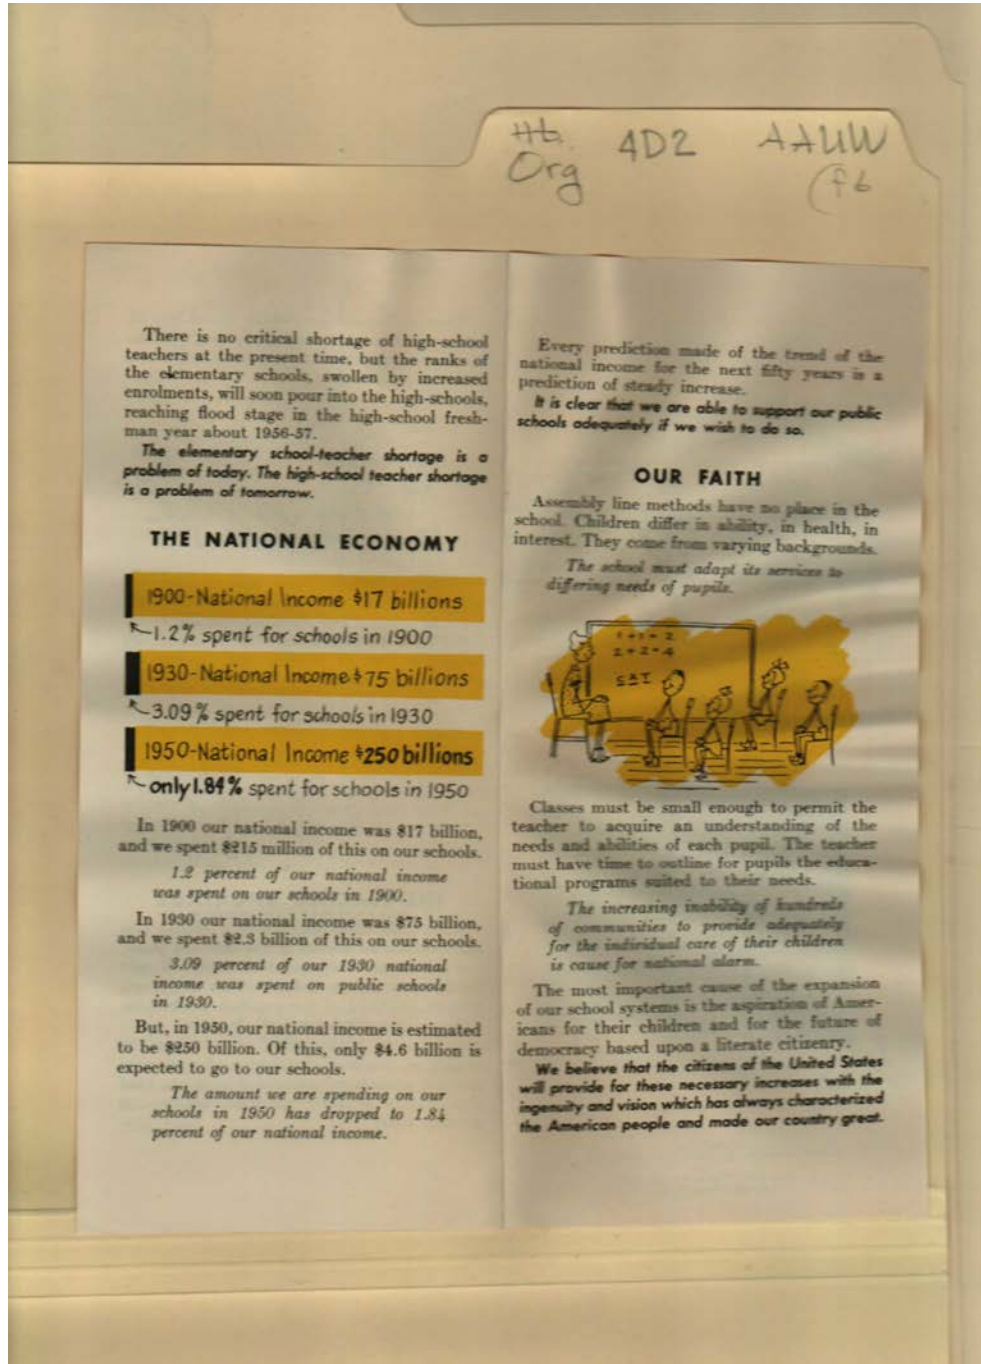 Org 4D2 AAUW
There is no critical shortage of high-school
teachers at the present time, but the ranks of
the elementary schools, swollen by increased
enrolments, will soon pour into the high-schools,
reaching flood stage in the high-school fresh-
man year about 1956-57.
The elementary school-teacher shortage is a
problem of today. The high-school teacher shortage
is a problem of tomorrow.
THE NATIONAL ECONOMY
1900-National Income $17 billions
1.2% spent for schools in 1900
1930-National Income $75 billions
3.09% spent for schools in 1930
1950-National Income $250 billions
only 1.84% spent for schools in 1950
In 1900 our national income was $17 billion,
and we spent $215 million of this on our schools.
1.2 percent of our national income
was spent on our schools in 1900.
In 1930 our national income was $75 billion,
and we spent $2.3 billion of this on our schools.
3.09 percent of our 1930 national
income was spent on public schools
in 1930.
But, in 1950, our national income is estimated
to be $250 billion. Of this, only $4.6 billion is
expected to go to our schools.
The amount we are spending on our
schools in 1950 has dropped to 1.84
percent of our national income.
Every prediction made of the trend of the
national income for the next fifty years is a
prediction of steady increase.
It is clear that we are able to support our public
schools adequately if we wish to do so.
OUR FAITH
Assembly line methods have no place in the
school. Children differ in ability, in health, in
interest. They come from varying backgrounds.
The school must adapt its services to
differing needs of pupils.
1+1=2
2+2=4
Classes must be small enough to permit the
teacher to acquire an understanding of the
needs and abilities of each pupil. The teacher
must have time to outline for pupils the educa-
tional programs suited to their needs.
The increasing inability of hundreds
of communities to provide adequately
for the individual care of their children
is cause for national alarm.
The most important cause of the expansion
of our school systems is the aspiration of Amer-
icans for their children and for the future of
democracy based upon a literate citizenry.
We believe that the citizens of the United States
will provide for these necessary increases with the
ingenuity and vision which has always characterized
the American people and made our country great.